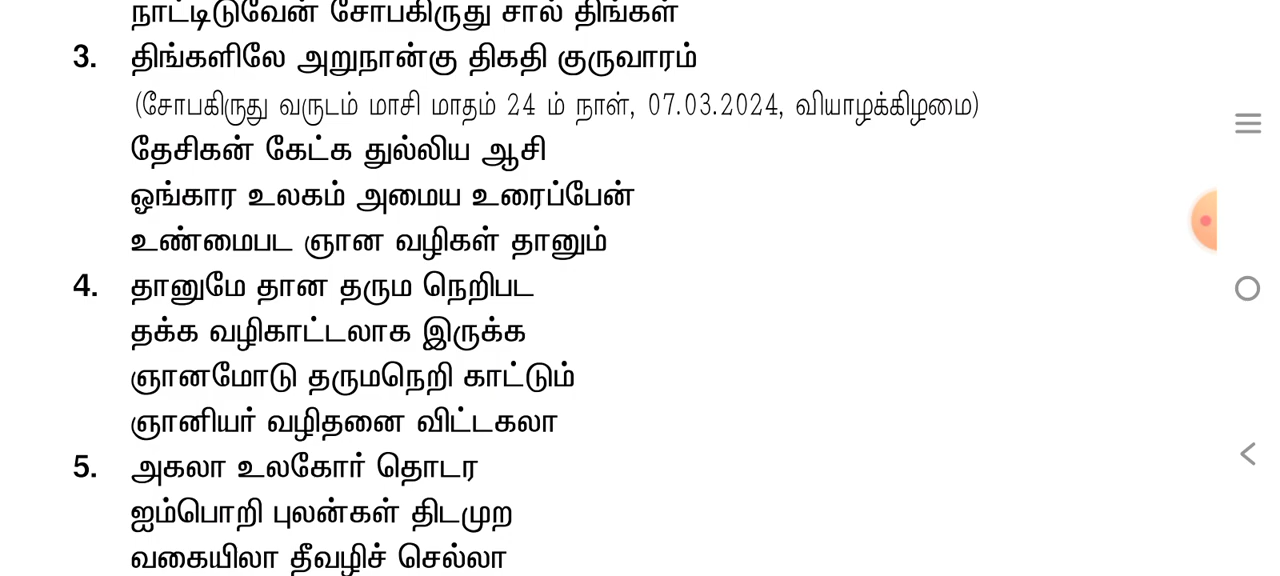 நாட்டிடுவேன் சோபகிருது சால் திங்கள்
3. திங்களிலே அறுநான்கு திகதி குருவாரம்
(சோபகிருது வருடம் மாசி மாதம் 24 ம் நாள், 07.03.2024, வியாழக்கிழமை)
தேசிகன் கேட்க துல்லிய ஆசி
ஓங்கார உலகம் அமைய உரைப்பேன்
உண்மைபட ஞான வழிகள் தானும்
4. தானுமே தான தரும நெறிபட
தக்க வழிகாட்டலாக இருக்க
ஞானமோடு தருமநெறி காட்டும்
ஞானியர் வழிதனை விட்டகலா
5. அகலா உலகோர் தொடர
ஐம்பொறி புலன்கள் திடமுற
வகையிலா தீவழிச் செல்லா